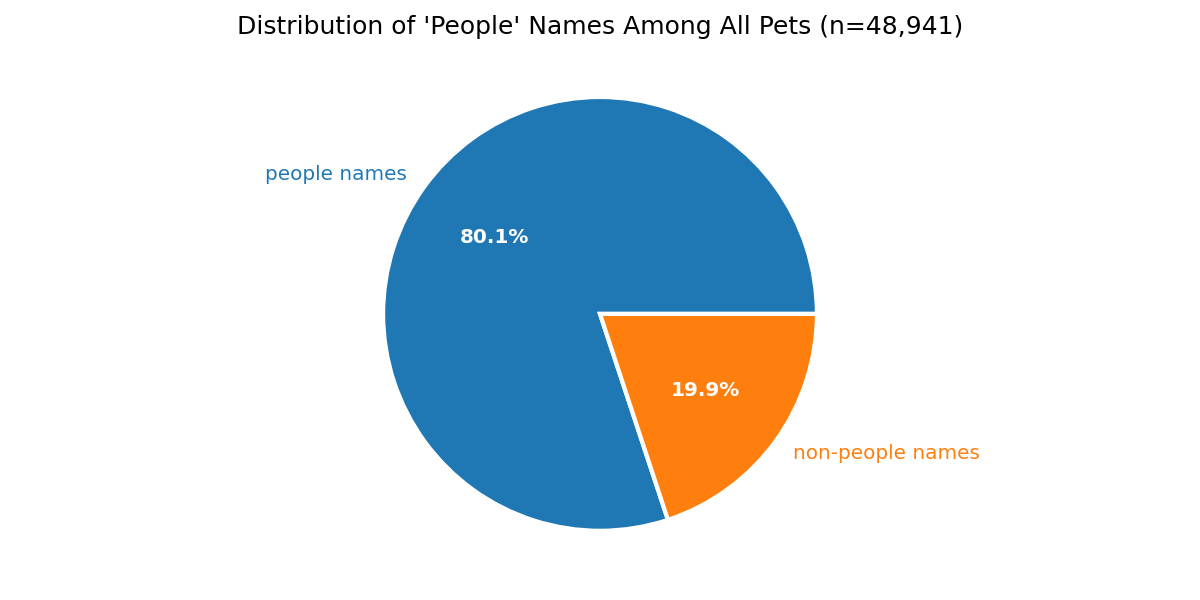 Distribution of 'People' Names Among All Pets (n=48,941)
people names
80.1%
19.9%
non-people names